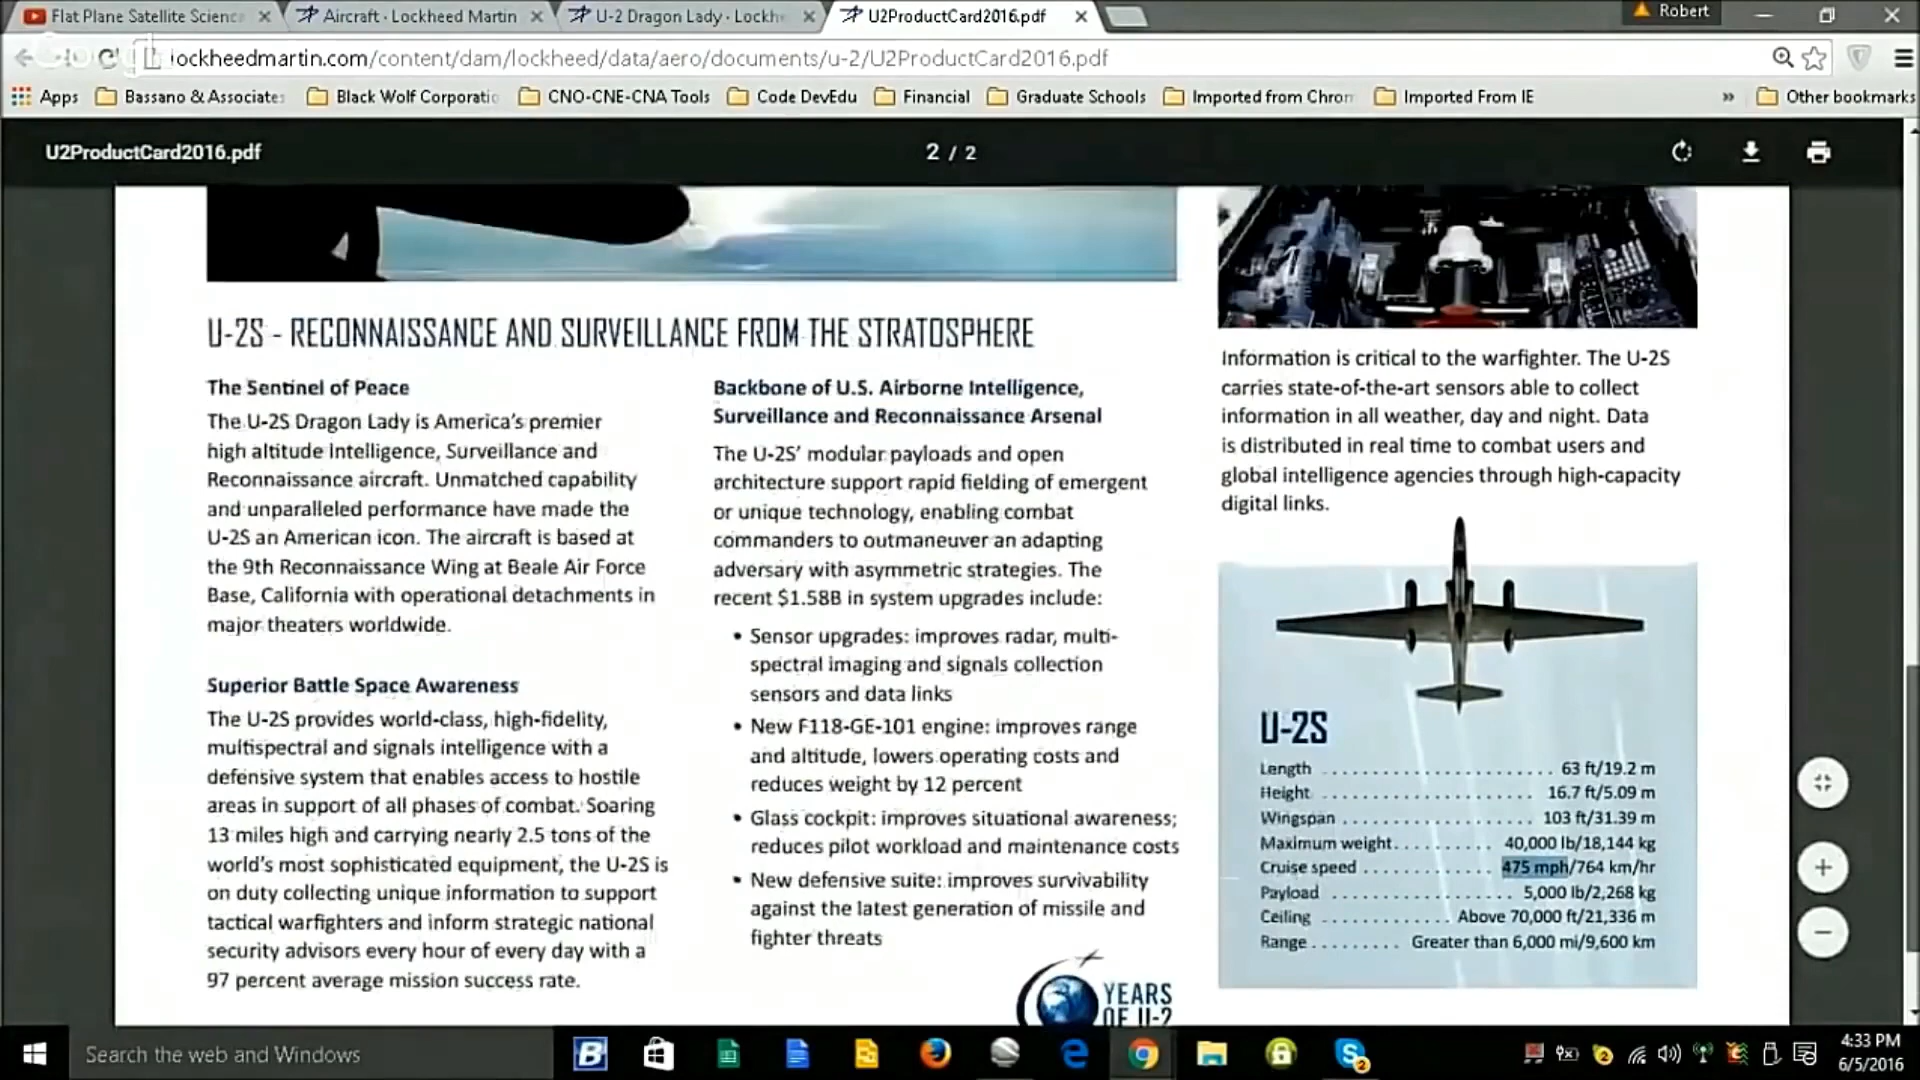 Flat Plane Satellite Scienc
Aircraft · Lockheed Martin
U-2 Dragon Lady · Lockh
U2ProductCard2016.pdf
Robert
lockheedmartin.com/content/dam/lockheed/data/aero/documents/u-2/U2ProductCard2016.pdf
Apps
Bassano & Associates
Black Wolf Corporatio
CNO-CNE-CNA Tools
Code DevEdu
Financial
Graduate Schools
Imported from Chrom
Imported From IE
»
Other bookmarks
U2ProductCard2016.pdf
2 / 2
U-2S - RECONNAISSANCE AND SURVEILLANCE FROM THE STRATOSPHERE
The Sentinel of Peace
The U-2S Dragon Lady is America's premier
high altitude Intelligence, Surveillance and
Reconnaissance aircraft. Unmatched capability
and unparalleled performance have made the
U-2S an American icon. The aircraft is based at
the 9th Reconnaissance Wing at Beale Air Force
Base, California with operational detachments in
major theaters worldwide.
Superior Battle Space Awareness
The U-2S provides world-class, high-fidelity,
multispectral and signals intelligence with a
defensive system that enables access to hostile
areas in support of all phases of combat. Soaring
13 miles high and carrying nearly 2.5 tons of the
world's most sophisticated equipment, the U-2S is
on duty collecting unique information to support
tactical warfighters and inform strategic national
security advisors every hour of every day with a
97 percent average mission success rate.
Backbone of U.S. Airborne Intelligence,
Surveillance and Reconnaissance Arsenal
The U-2S' modular payloads and open
architecture support rapid fielding of emergent
or unique technology, enabling combat
commanders to outmaneuver an adapting
adversary with asymmetric strategies. The
recent $1.58B in system upgrades include:
• Sensor upgrades: improves radar, multi-
spectral imaging and signals collection
sensors and data links
• New F118-GE-101 engine: improves range
and altitude, lowers operating costs and
reduces weight by 12 percent
• Glass cockpit: improves situational awareness;
reduces pilot workload and maintenance costs
• New defensive suite: improves survivability
against the latest generation of missile and
fighter threats
YEARS
OF U-2
Information is critical to the warfighter. The U-2S
carries state-of-the-art sensors able to collect
information in all weather, day and night. Data
is distributed in real time to combat users and
global intelligence agencies through high-capacity
digital links.
U-2S
Length . . . . . . . . . . . . . . . . . . . . . . . . 63 ft/19.2 m
Height . . . . . . . . . . . . . . . . . . . . . . 16.7 ft/5.09 m
Wingspan . . . . . . . . . . . . . . . . . . . 103 ft/31.39 m
Maximum weight . . . . . . . . . . 40,000 lb/18,144 kg
Cruise speed . . . . . . . . . . . . . . 475 mph/764 km/hr
Payload . . . . . . . . . . . . . . . . . . . 5,000 lb/2,268 kg
Ceiling . . . . . . . . . . . . . Above 70,000 ft/21,336 m
Range . . . . . . . . Greater than 6,000 mi/9,600 km
Search the web and Windows
4:33 PM
6/5/2016